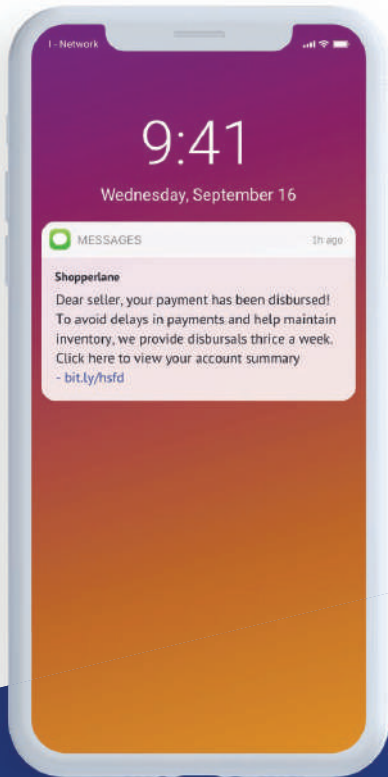 I - Network
9:41
Wednesday, September 16
MESSAGES 1h ago
Shopperlane
Dear seller, your payment has been disbursed!
To avoid delays in payments and help maintain
inventory, we provide disbursals thrice a week.
Click here to view your account summary
- bit.ly/hsfd